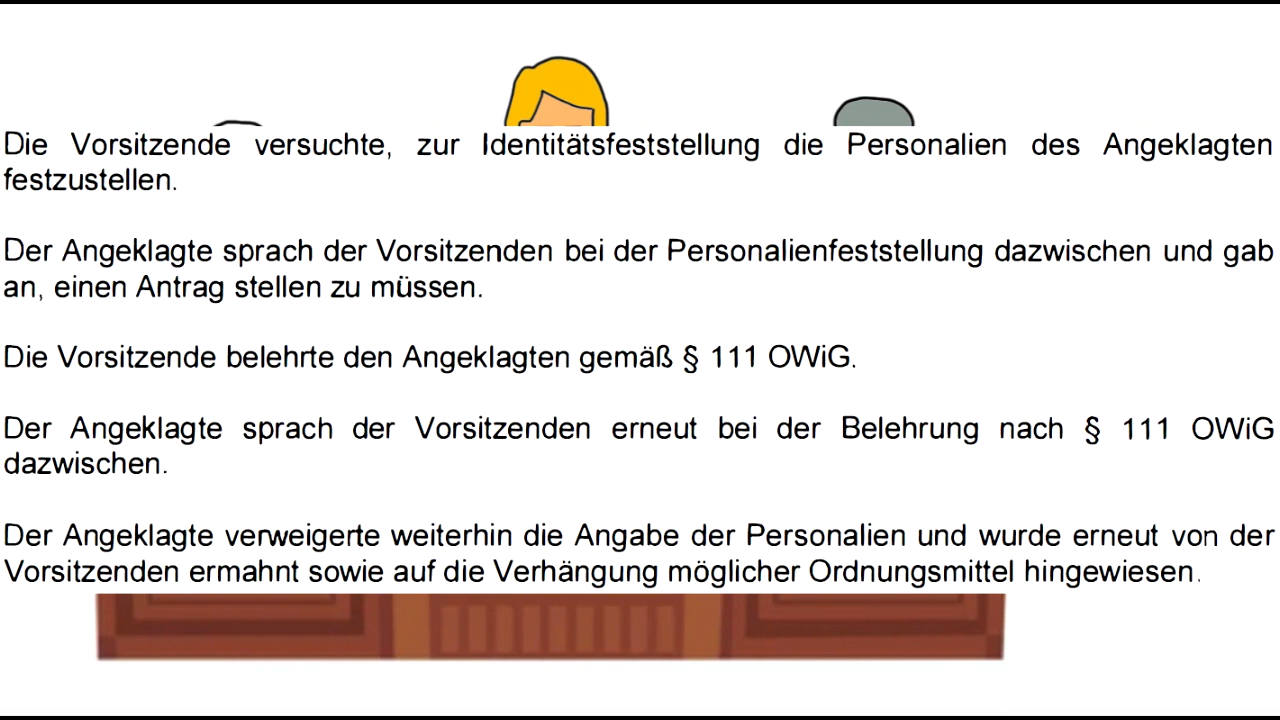 Die Vorsitzende versuchte, zur Identitätsfeststellung die Personalien des Angeklagten
festzustellen.
Der Angeklagte sprach der Vorsitzenden bei der Personalienfeststellung dazwischen und gab
an, einen Antrag stellen zu müssen.
Die Vorsitzende belehrte den Angeklagten gemäß § 111 OWiG.
Der Angeklagte sprach der Vorsitzenden erneut bei der Belehrung nach § 111 OWiG
dazwischen.
Der Angeklagte verweigerte weiterhin die Angabe der Personalien und wurde erneut von der
Vorsitzenden ermahnt sowie auf die Verhängung möglicher Ordnungsmittel hingewiesen.